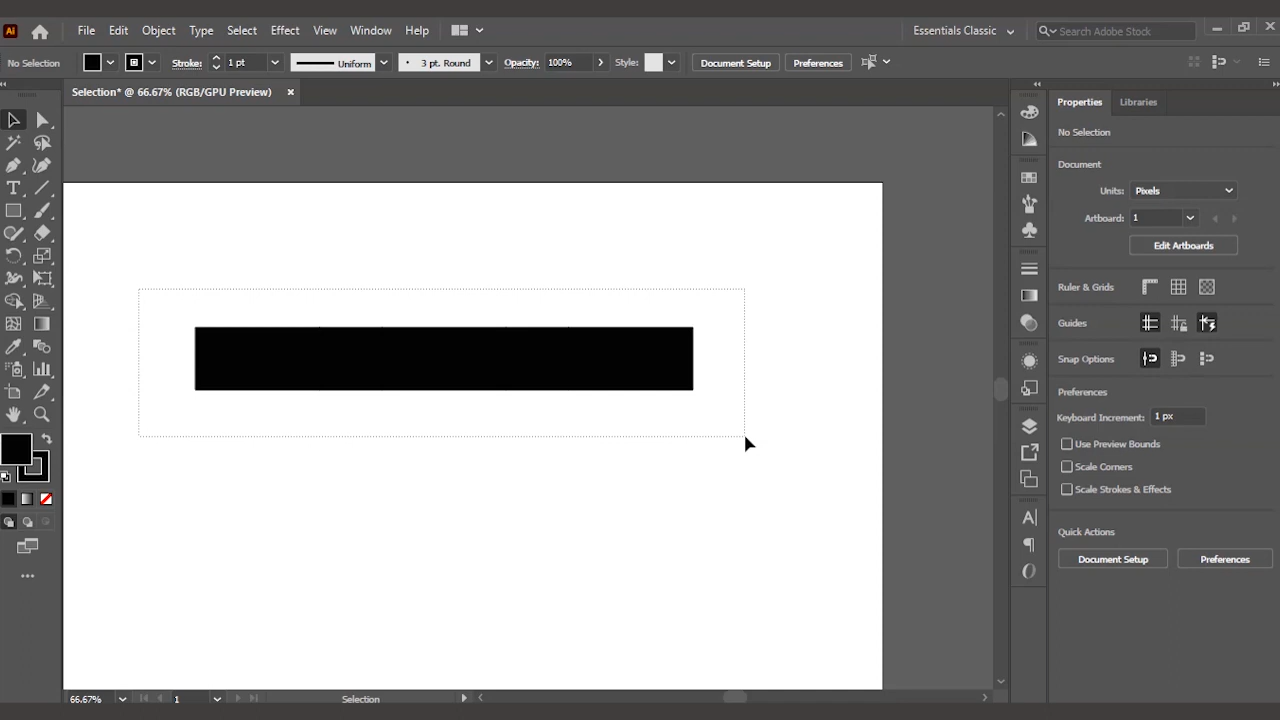 Ai File Edit Object Type Select Effect View Window Help Essentials Classic Search Adobe Stock
No Selection Stroke: 1 pt Uniform 3 pt. Round Opacity: 100% Style: Document Setup Preferences
Selection* @ 66.67% (RGB/GPU Preview)
Properties Libraries
No Selection
Document
Units: Pixels
Artboard: 1
Edit Artboards
Ruler & Grids
Guides
Snap Options
Preferences
Keyboard Increment: 1 px
Use Preview Bounds
Scale Corners
Scale Strokes & Effects
Quick Actions
Document Setup Preferences
66.67% 1 Selection